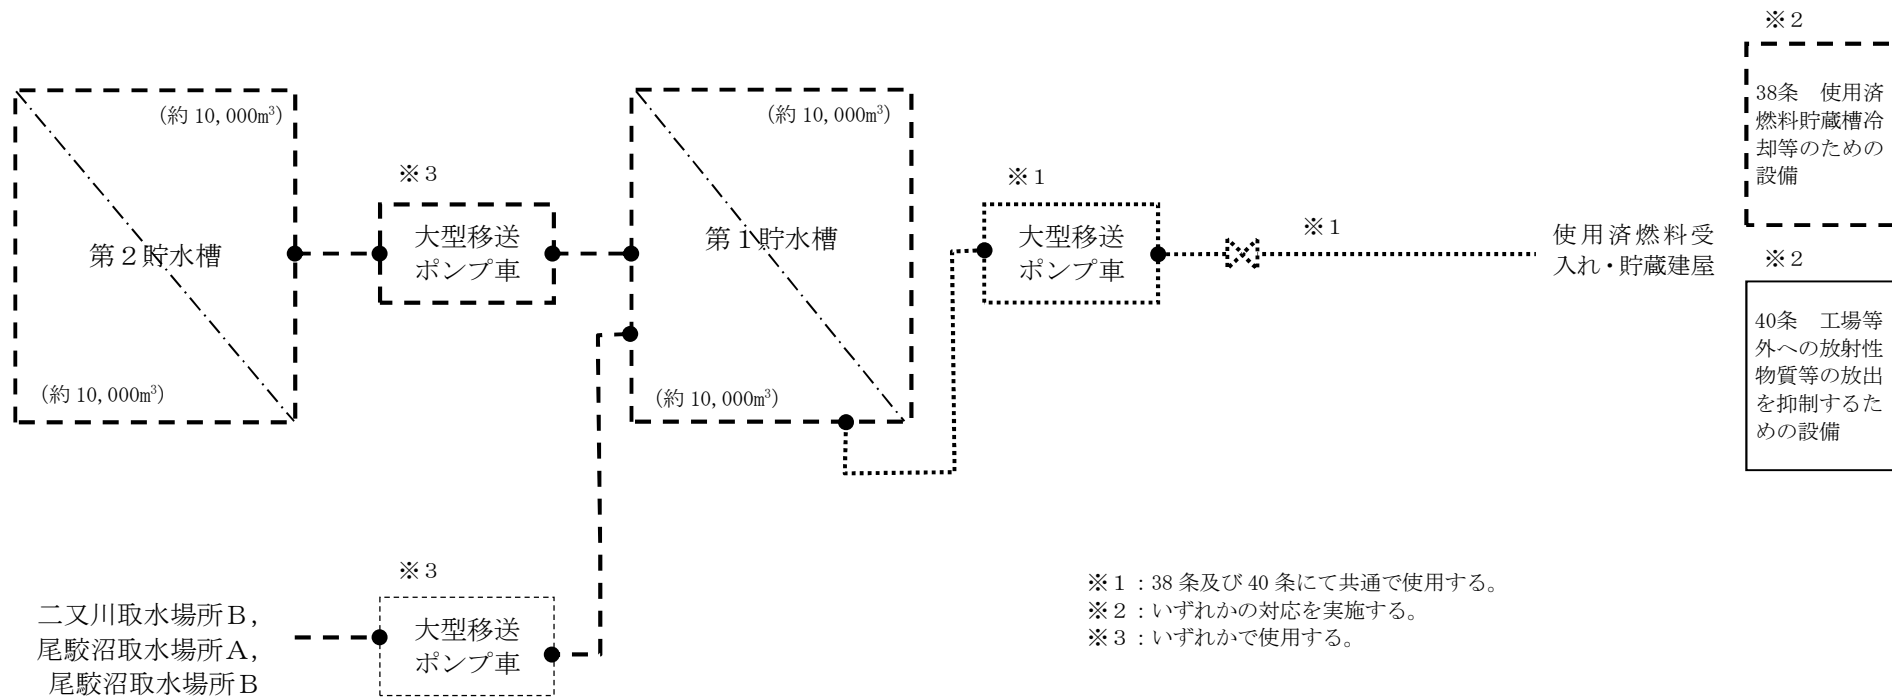 ※２
(約 10,000m³)
(約 10,000m³)
38条　使用済
燃料貯蔵槽冷
却等のための
設備
※３
※１
大型移送
ポンプ車
第２貯水槽
第１貯水槽
大型移送
ポンプ車
※１
使用済燃料受
入れ・貯蔵建屋
※２
40条　工場等
外への放射性
物質等の放出
を抑制するた
めの設備
(約 10,000m³)
(約 10,000m³)
※３
大型移送
ポンプ車
二又川取水場所Ｂ，
尾駮沼取水場所Ａ，
尾駮沼取水場所Ｂ
※１：38 条及び 40 条にて共通で使用する。
※２：いずれかの対応を実施する。
※３：いずれかで使用する。